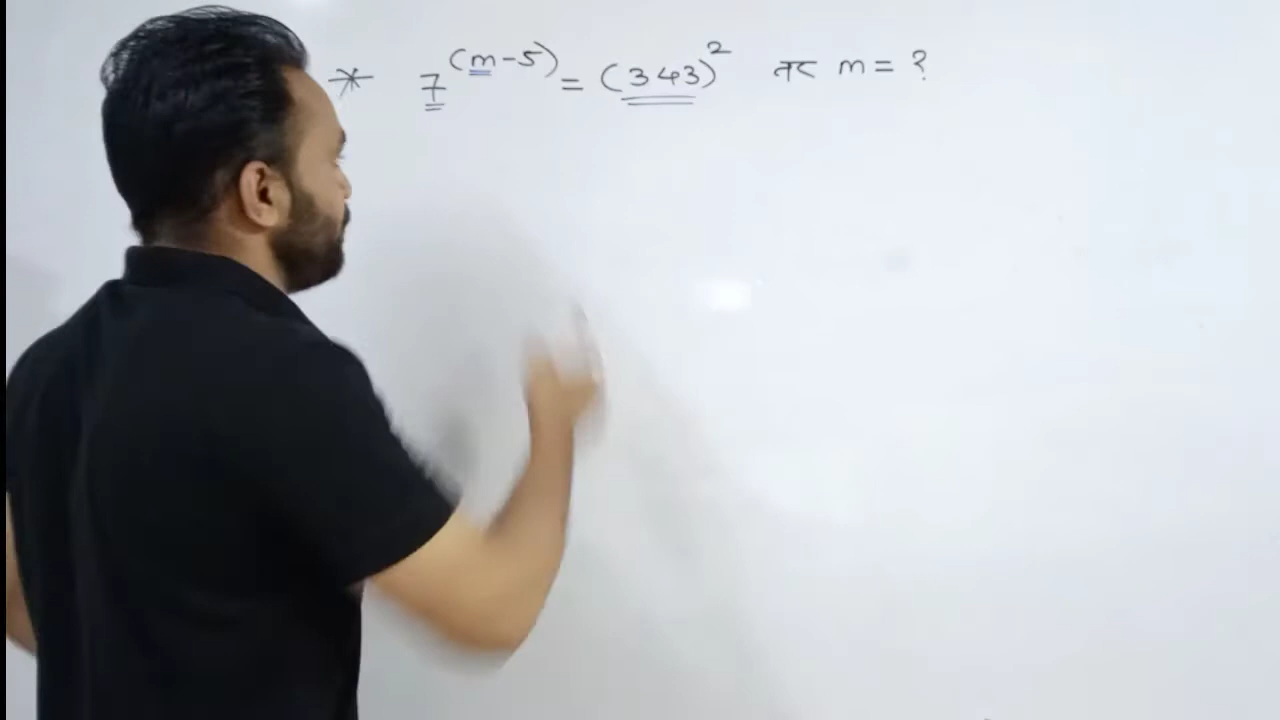 * 7^(m-5) = (343)^2 तर m = ?